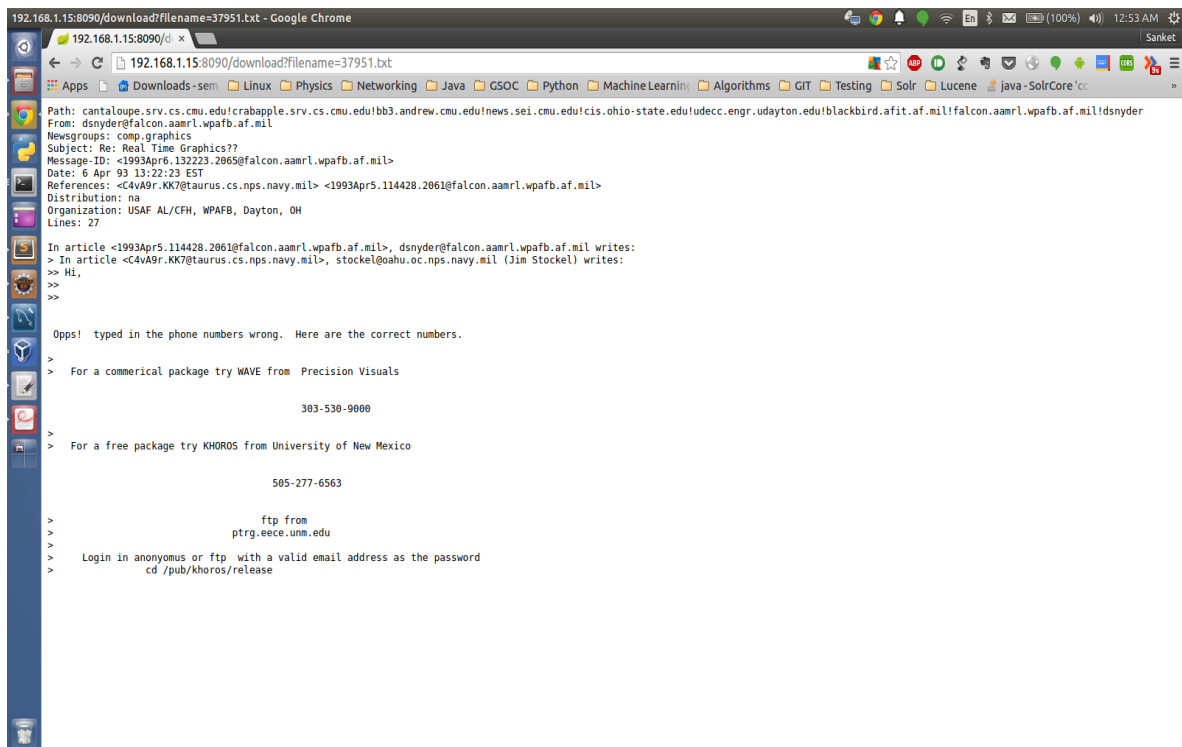 192.168.1.15:8090/download?filename=37951.txt - Google Chrome
En
(100%)
12:53 AM
192.168.1.15:8090/d
Sanket
192.168.1.15:8090/download?filename=37951.txt
ABP
CORS
Apps
Downloads - sem
Linux
Physics
Networking
Java
GSOC
Python
Machine Learning
Algorithms
GIT
Testing
Solr
Lucene
java - SolrCore 'cc
»
Path: cantaloupe.srv.cs.cmu.edu!crabapple.srv.cs.cmu.edu!bb3.andrew.cmu.edu!news.sei.cmu.edu!cis.ohio-state.edu!udecc.engr.udayton.edu!blackbird.afit.af.mil!falcon.aamrl.wpafb.af.mil!dsnyder
From: dsnyder@falcon.aamrl.wpafb.af.mil
Newsgroups: comp.graphics
Subject: Re: Real Time Graphics??
Message-ID: <1993Apr6.132223.2065@falcon.aamrl.wpafb.af.mil>
Date: 6 Apr 93 13:22:23 EST
References: <C4vA9r.KK7@taurus.cs.nps.navy.mil> <1993Apr5.114428.2061@falcon.aamrl.wpafb.af.mil>
Distribution: na
Organization: USAF AL/CFH, WPAFB, Dayton, OH
Lines: 27
In article <1993Apr5.114428.2061@falcon.aamrl.wpafb.af.mil>, dsnyder@falcon.aamrl.wpafb.af.mil writes:
> In article <C4vA9r.KK7@taurus.cs.nps.navy.mil>, stockel@oahu.oc.nps.navy.mil (Jim Stockel) writes:
>> Hi,
>>
>>
Opps!  typed in the phone numbers wrong.  Here are the correct numbers.
>
>   For a commerical package try WAVE from  Precision Visuals
303-530-9000
>
>   For a free package try KHOROS from University of New Mexico
505-277-6563
>                                    ftp from
>                               ptrg.eece.unm.edu
>
>     Login in anonyomus or ftp  with a valid email address as the password
>                cd /pub/khoros/release